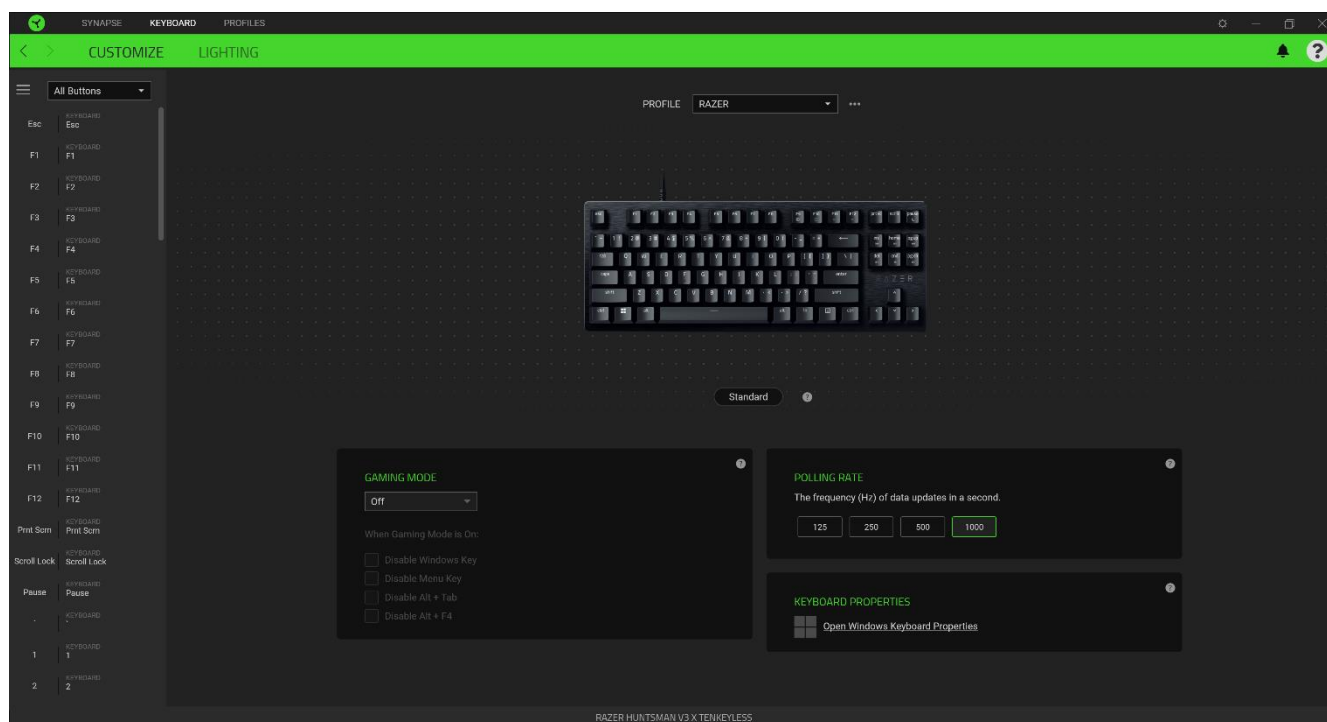 SYNAPSE KEYBOARD PROFILES
CUSTOMIZE LIGHTING
All Buttons
PROFILE RAZER
Esc KEYBOARD Esc
F1 KEYBOARD F1
F2 KEYBOARD F2
F3 KEYBOARD F3
F4 KEYBOARD F4
F5 KEYBOARD F5
F6 KEYBOARD F6
F7 KEYBOARD F7
F8 KEYBOARD F8
F9 KEYBOARD F9
F10 KEYBOARD F10
F11 KEYBOARD F11
F12 KEYBOARD F12
Prnt Scrn KEYBOARD Prnt Scrn
Scroll Lock KEYBOARD Scroll Lock
Pause KEYBOARD Pause
` KEYBOARD `
1 KEYBOARD 1
2 KEYBOARD 2
Standard
GAMING MODE
Off
When Gaming Mode is On:
Disable Windows Key
Disable Menu Key
Disable Alt + Tab
Disable Alt + F4
POLLING RATE
The frequency (Hz) of data updates in a second.
125 250 500 1000
KEYBOARD PROPERTIES
Open Windows Keyboard Properties
RAZER HUNTSMAN V3 X TENKEYLESS